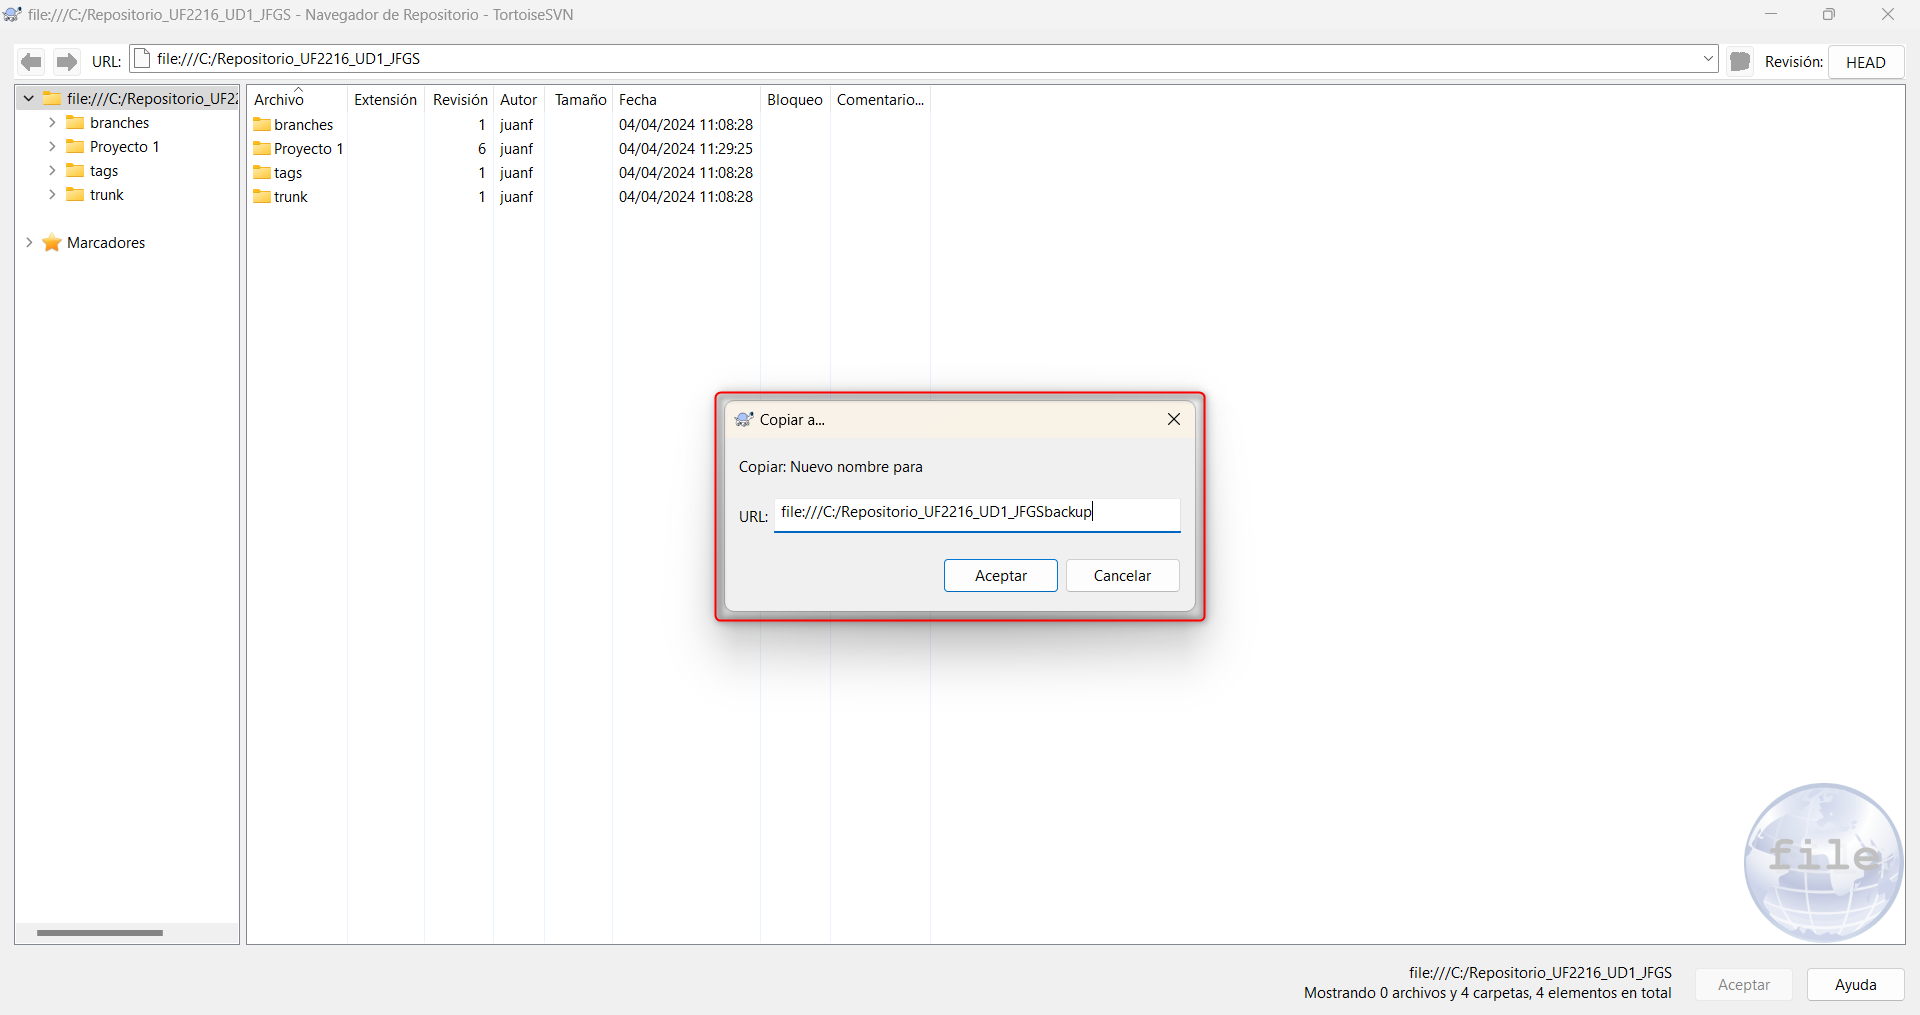 file:///C:/Repositorio_UF2216_UD1_JFGS - Navegador de Repositorio - TortoiseSVN
URL: file:///C:/Repositorio_UF2216_UD1_JFGS Revisión: HEAD
file:///C:/Repositorio_UF22
branches
Proyecto 1
tags
trunk
Marcadores
Archivo Extensión Revisión Autor Tamaño Fecha Bloqueo Comentario...
branches 1 juanf 04/04/2024 11:08:28
Proyecto 1 6 juanf 04/04/2024 11:29:25
tags 1 juanf 04/04/2024 11:08:28
trunk 1 juanf 04/04/2024 11:08:28
Copiar a...
Copiar: Nuevo nombre para
URL: file:///C:/Repositorio_UF2216_UD1_JFGSbackup
Aceptar Cancelar
file
file:///C:/Repositorio_UF2216_UD1_JFGS
Mostrando 0 archivos y 4 carpetas, 4 elementos en total
Aceptar Ayuda